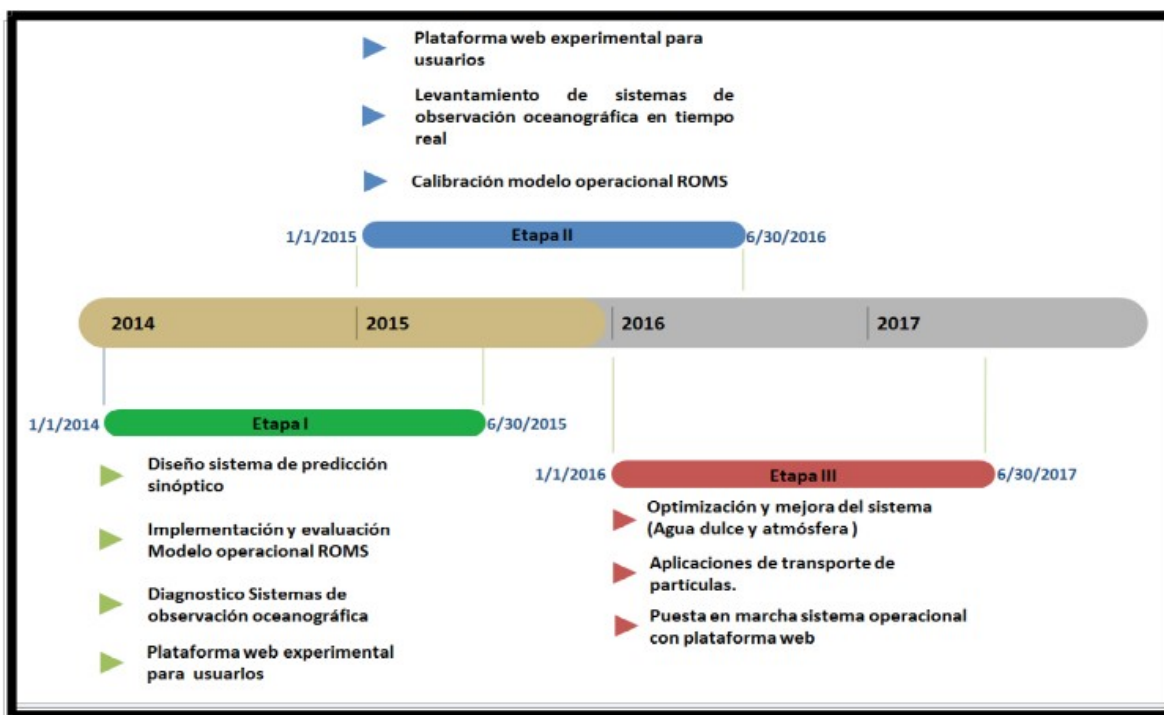 Plataforma web experimental para
usuarios
Levantamiento de sistemas de
observación oceanográfica en tiempo
real
Calibración modelo operacional ROMS
1/1/2015
Etapa II
6/30/2016
2014
2015
2016
2017
1/1/2014
Etapa I
6/30/2015
Diseño sistema de predicción
sinóptico
Implementación y evaluación
Modelo operacional ROMS
Diagnostico Sistemas de
observación oceanográfica
Plataforma web experimental
para usuarios
1/1/2016
Etapa III
6/30/2017
Optimización y mejora del sistema
(Agua dulce y atmósfera )
Aplicaciones de transporte de
partículas.
Puesta en marcha sistema operacional
con plataforma web